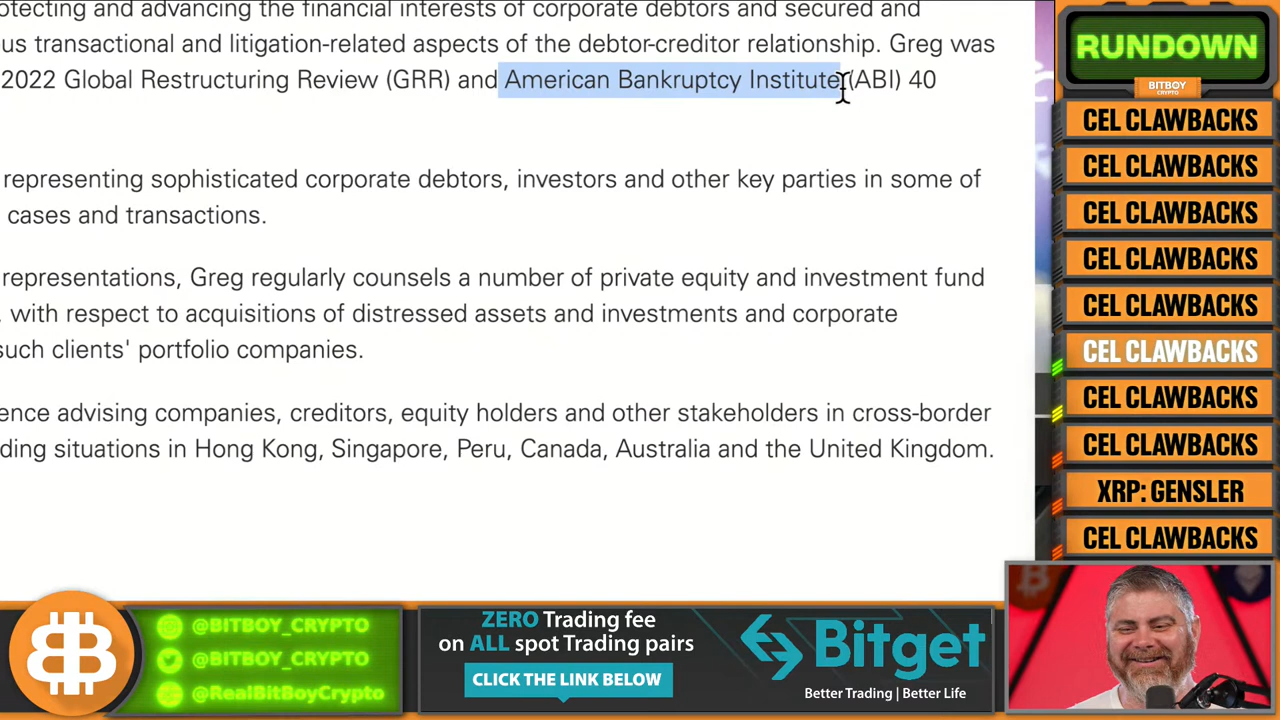 otecting and advancing the financial interests of corporate debtors and secured and
us transactional and litigation-related aspects of the debtor-creditor relationship. Greg was
2022 Global Restructuring Review (GRR) and American Bankruptcy Institute (ABI) 40
representing sophisticated corporate debtors, investors and other key parties in some of
cases and transactions.
representations, Greg regularly counsels a number of private equity and investment fund
, with respect to acquisitions of distressed assets and investments and corporate
such clients' portfolio companies.
ence advising companies, creditors, equity holders and other stakeholders in cross-border
ding situations in Hong Kong, Singapore, Peru, Canada, Australia and the United Kingdom.
RUNDOWN
BITBOY
CRYPTO
CEL CLAWBACKS
CEL CLAWBACKS
CEL CLAWBACKS
CEL CLAWBACKS
CEL CLAWBACKS
CEL CLAWBACKS
CEL CLAWBACKS
CEL CLAWBACKS
XRP: GENSLER
CEL CLAWBACKS
@BITBOY_CRYPTO
@BITBOY_CRYPTO
@RealBitBoyCrypto
ZERO Trading fee
on ALL spot Trading pairs
CLICK THE LINK BELOW
Bitget
Better Trading | Better Life